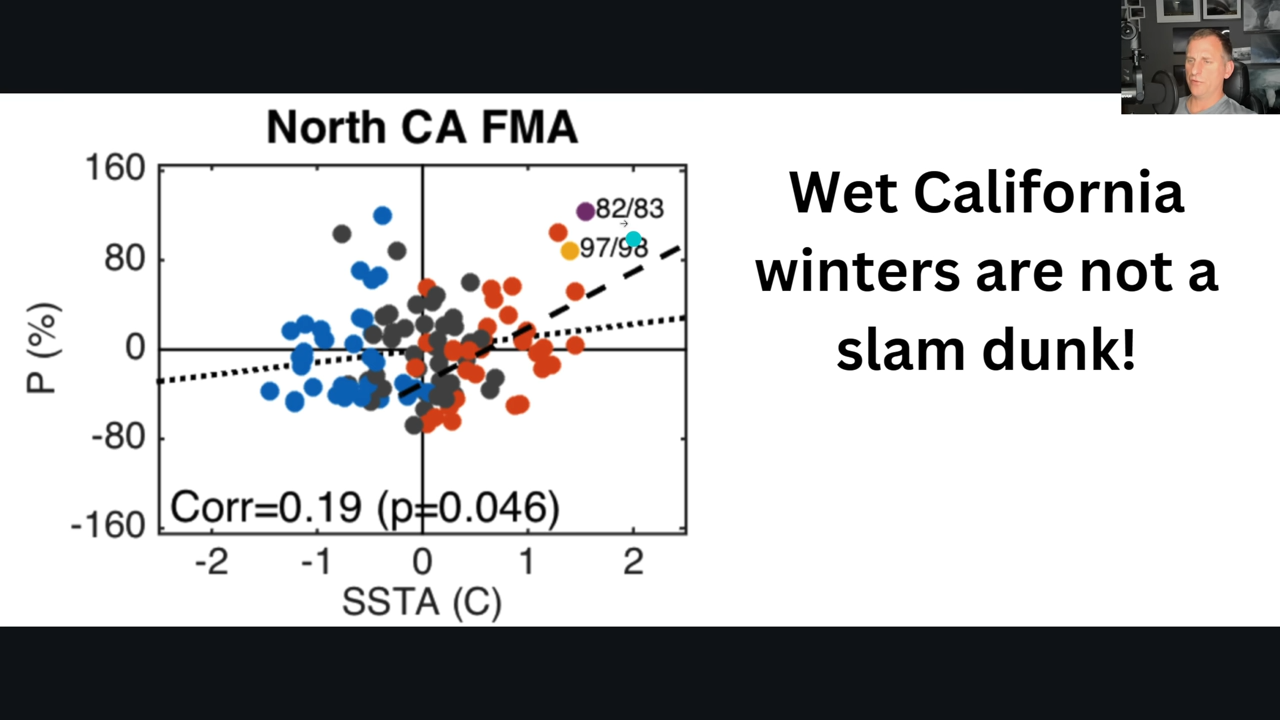 North CA FMA
160
80
0
-80
-160
P (%)
82/83
97/98
Corr=0.19 (p=0.046)
-2 -1 0 1 2
SSTA (C)
Wet California
winters are not a
slam dunk!